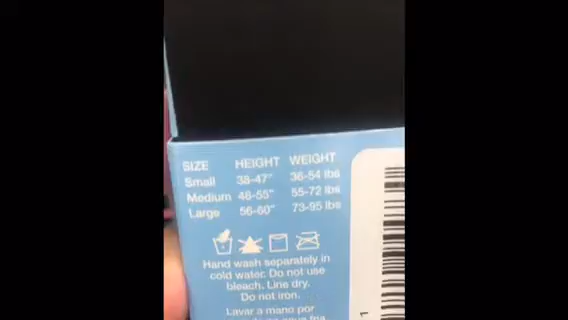 SIZE HEIGHT WEIGHT
Small 38-47" 36-54 lbs
Medium 48-55" 55-72 lbs
Large 56-60" 73-95 lbs
Hand wash separately in
cold water. Do not use
bleach. Line dry.
Do not iron.
Lavar a mano por
1